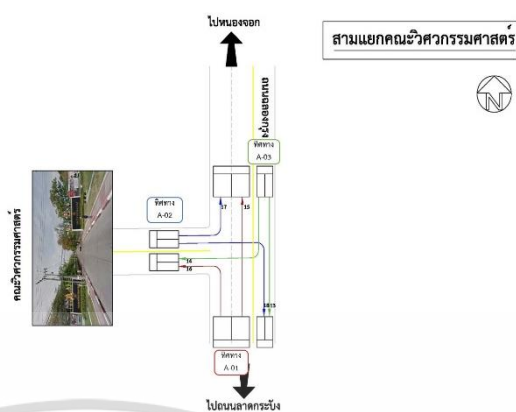 ไปหนองจอก
สามแยกคณะวิศวกรรมศาสตร์
ถนนฉลองกรุง
N
ทิศทาง
A-03
ทิศทาง
A-02
17
15
คณะวิศวกรรมศาสตร์
16
16
18
15
ทิศทาง
A-01
ไปถนนลาดกระบัง